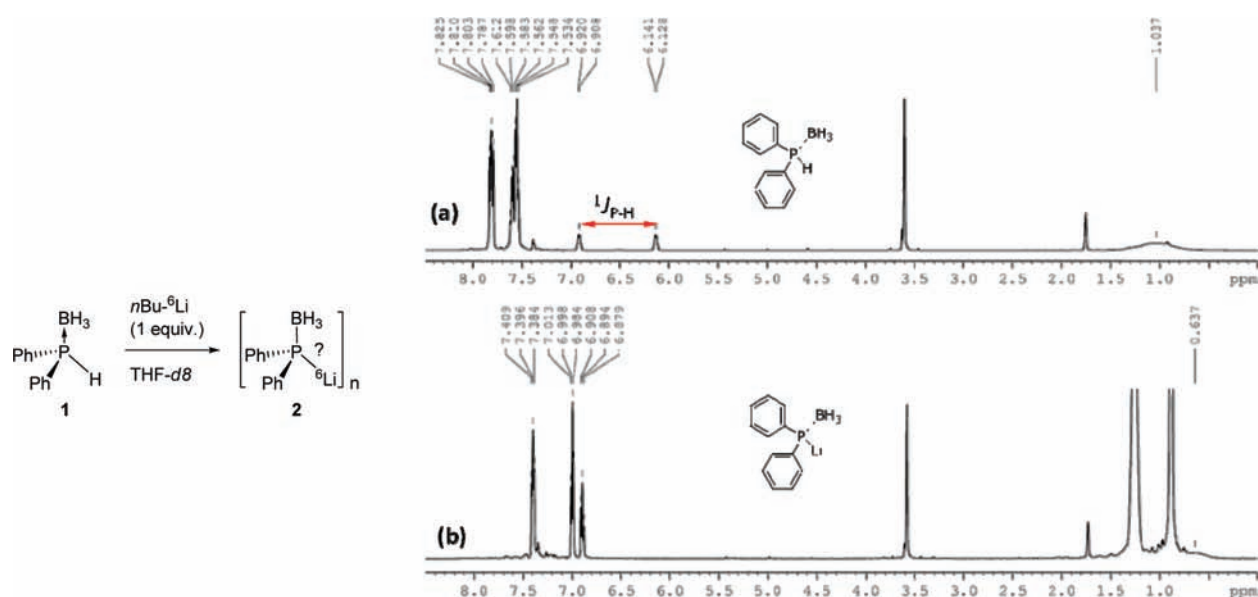 BH₃
P
Ph
Ph
H
1
nBu-⁶Li
(1 equiv.)
THF-d8
BH₃
P
?
Ph
Ph
⁶Li
n
2
7.825
7.810
7.803
7.787
7.612
7.598
7.583
7.562
7.548
7.534
6.920
6.908
6.141
6.128
1.037
BH₃
P
H
(a)
¹J P-H
8.0 7.5 7.0 6.5 6.0 5.5 5.0 4.5 4.0 3.5 3.0 2.5 2.0 1.5 1.0 ppm
7.409
7.396
7.384
7.013
6.998
6.984
6.908
6.894
6.879
0.637
BH₃
P
Li
(b)
8.0 7.5 7.0 6.5 6.0 5.5 5.0 4.5 4.0 3.5 3.0 2.5 2.0 1.5 1.0 ppm